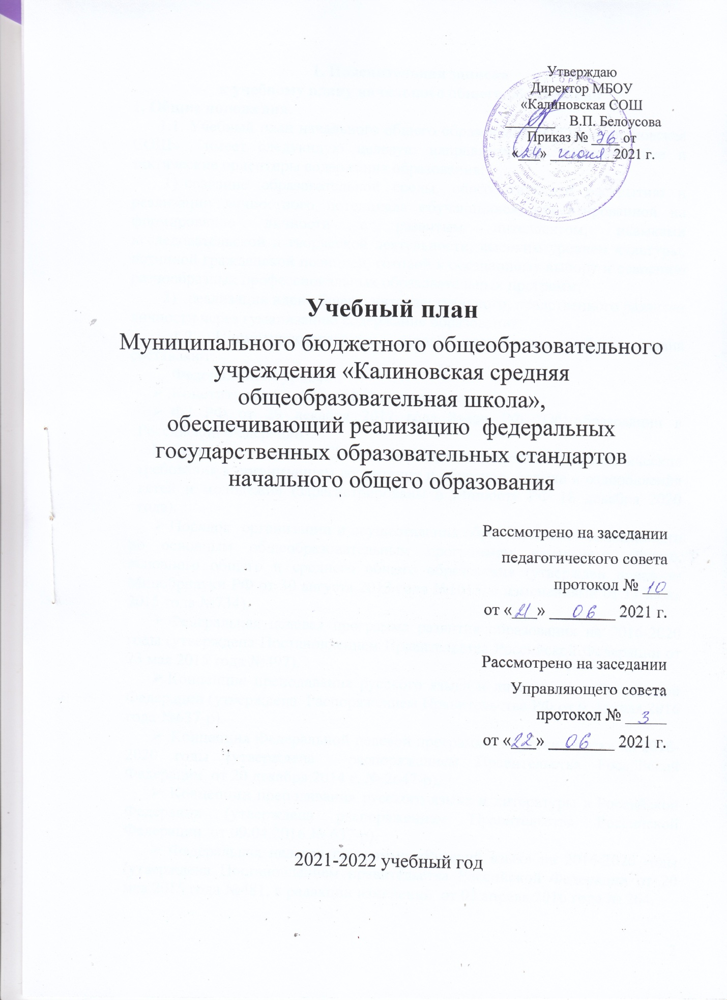 Утверждаю
Директор МБОУ
«Калиновская СОШ
_______ В.П. Белоусова
Приказ № 76 от
«24» июня 2021 г.
Учебный план
Муниципального бюджетного общеобразовательного
учреждения «Калиновская средняя
общеобразовательная школа»,
обеспечивающий реализацию федеральных
государственных образовательных стандартов
начального общего образования
Рассмотрено на заседании
педагогического совета
протокол № 10
от «21» 06 2021 г.
Рассмотрено на заседании
Управляющего совета
протокол № 3
от «22» 06 2021 г.
2021-2022 учебный год